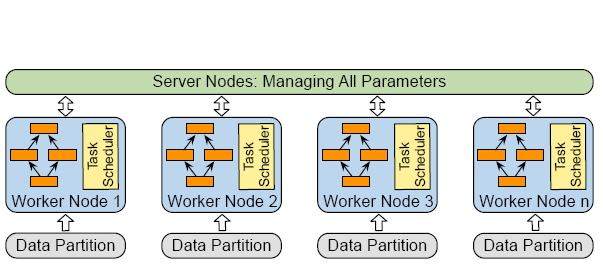 Server Nodes: Managing All Parameters
Task Scheduler
Worker Node 1
Task Scheduler
Worker Node 2
Task Scheduler
Worker Node 3
Task Scheduler
Worker Node n
Data Partition
Data Partition
Data Partition
Data Partition